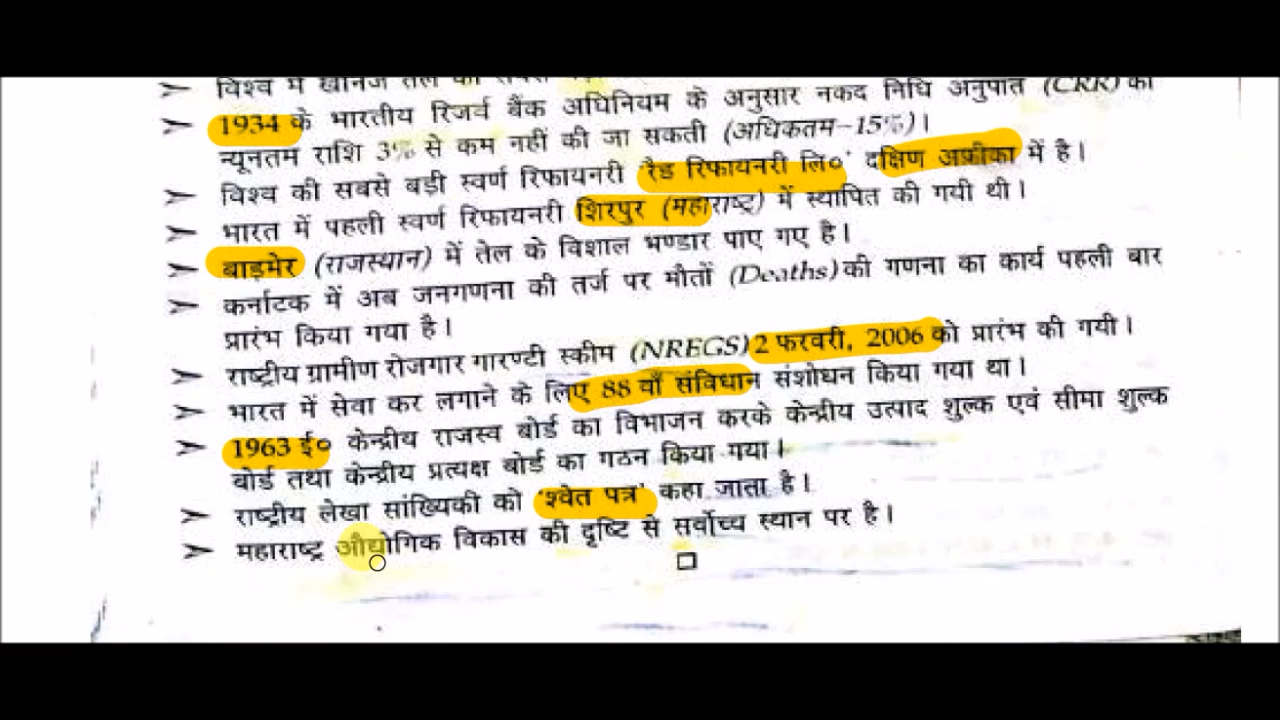 ➤ विश्व में खनिज तेल का
➤ 1934 के भारतीय रिजर्व बैंक अधिनियम के अनुसार नकद निधि अनुपात (CRR) की
न्यूनतम राशि 3% से कम नहीं की जा सकती (अधिकतम–15%)।
➤ विश्व की सबसे बड़ी स्वर्ण रिफायनरी 'रैड रिफायनरी लि०' दक्षिण अफ्रीका में है।
➤ भारत में पहली स्वर्ण रिफायनरी शिरपुर (महाराष्ट्र) में स्थापित की गयी थी।
➤ बाड़मेर (राजस्थान) में तेल के विशाल भण्डार पाए गए है।
➤ कर्नाटक में अब जनगणना की तर्ज पर मौतों (Deaths) की गणना का कार्य पहली बार
प्रारंभ किया गया है।
➤ राष्ट्रीय ग्रामीण रोजगार गारण्टी स्कीम (NREGS) 2 फरवरी, 2006 को प्रारंभ की गयी।
➤ भारत में सेवा कर लगाने के लिए 88 वाँ संविधान संशोधन किया गया था।
➤ 1963 ई० केन्द्रीय राजस्व बोर्ड का विभाजन करके केन्द्रीय उत्पाद शुल्क एवं सीमा शुल्क
बोर्ड तथा केन्द्रीय प्रत्यक्ष बोर्ड का गठन किया गया।
➤ राष्ट्रीय लेखा सांख्यिकी को 'श्वेत पत्र' कहा जाता है।
➤ महाराष्ट्र औद्योगिक विकास की दृष्टि से सर्वोच्च स्थान पर है।